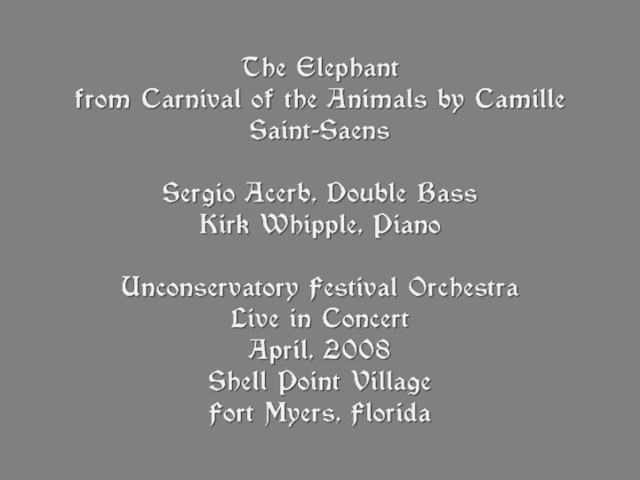 The Elephant
from Carnival of the Animals by Camille
Saint-Saens
Sergio Acerb, Double Bass
Kirk Whipple, Piano
Unconservatory Festival Orchestra
Live in Concert
April, 2008
Shell Point Village
Fort Myers, Florida